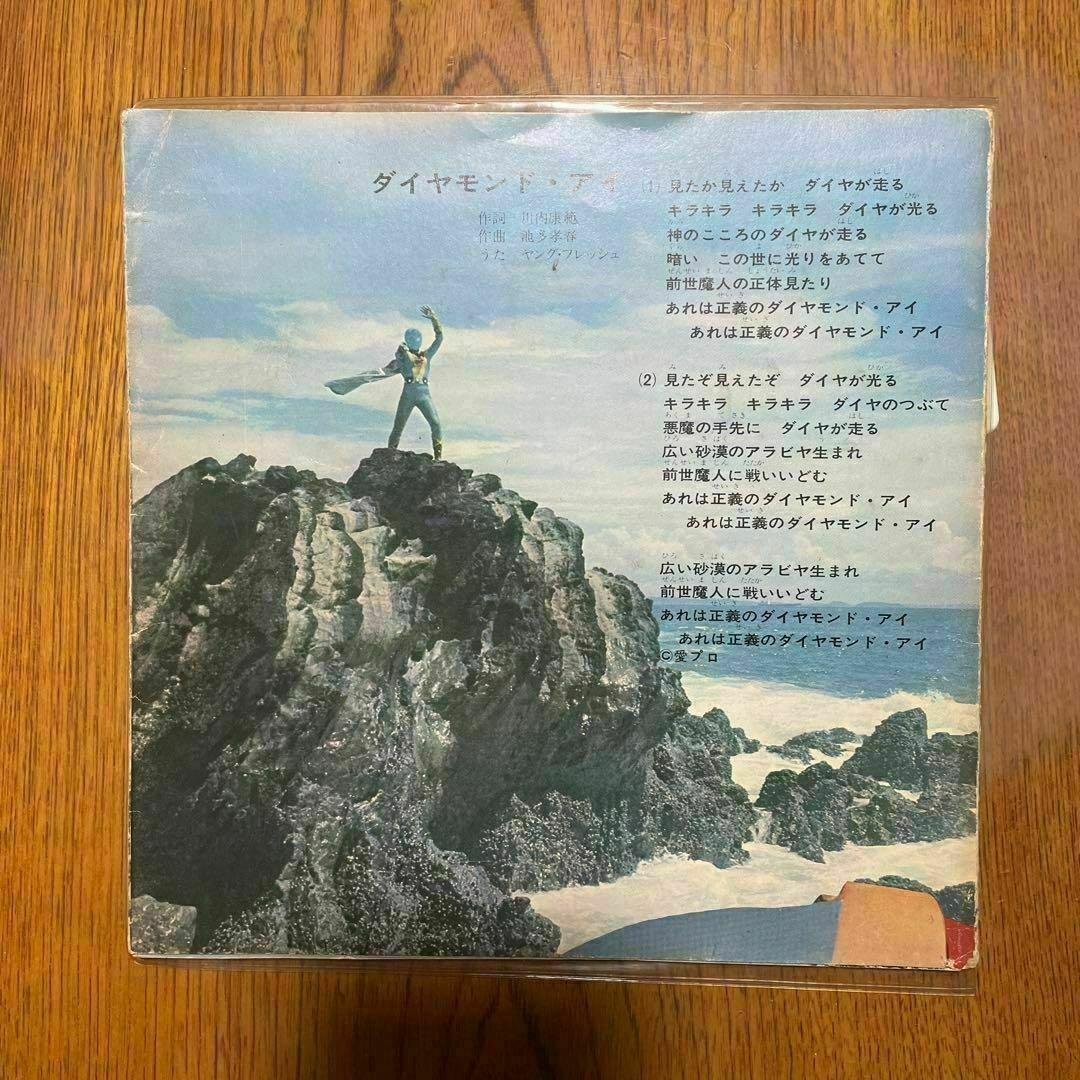 ダイヤモンド・アイ
作詞 川内康範
作曲 池多孝春
うた ヤング・フレッシュ
(1) 見たか見えたか ダイヤが走る
キラキラ キラキラ ダイヤが光る
神のこころのダイヤが走る
暗い この世に光りをあてて
前世魔人の正体見たり
あれは正義のダイヤモンド・アイ
あれは正義のダイヤモンド・アイ
(2) 見たぞ見えたぞ ダイヤが光る
キラキラ キラキラ ダイヤのつぶて
悪魔の手先に ダイヤが走る
広い砂漠のアラビヤ生まれ
前世魔人に戦いいどむ
あれは正義のダイヤモンド・アイ
あれは正義のダイヤモンド・アイ
広い砂漠のアラビヤ生まれ
前世魔人に戦いいどむ
あれは正義のダイヤモンド・アイ
あれは正義のダイヤモンド・アイ
©愛プロ